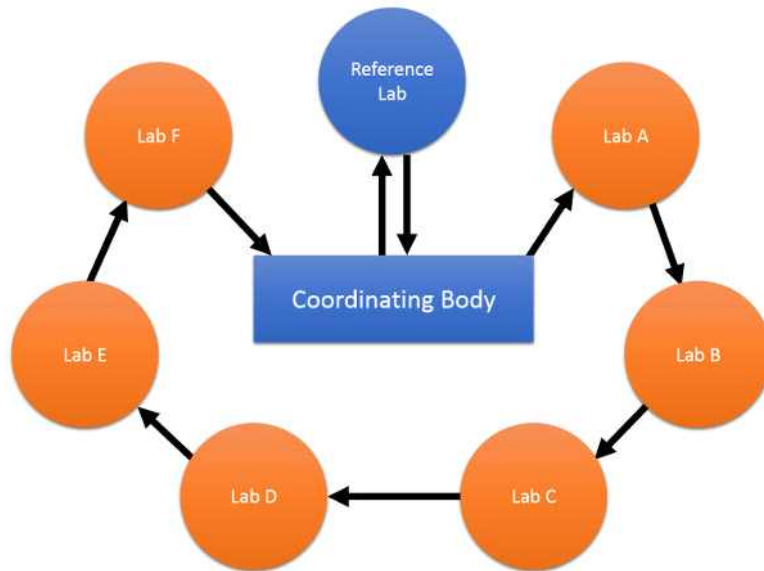 Reference
Lab
Lab F
Lab A
Coordinating Body
Lab E
Lab B
Lab D
Lab C